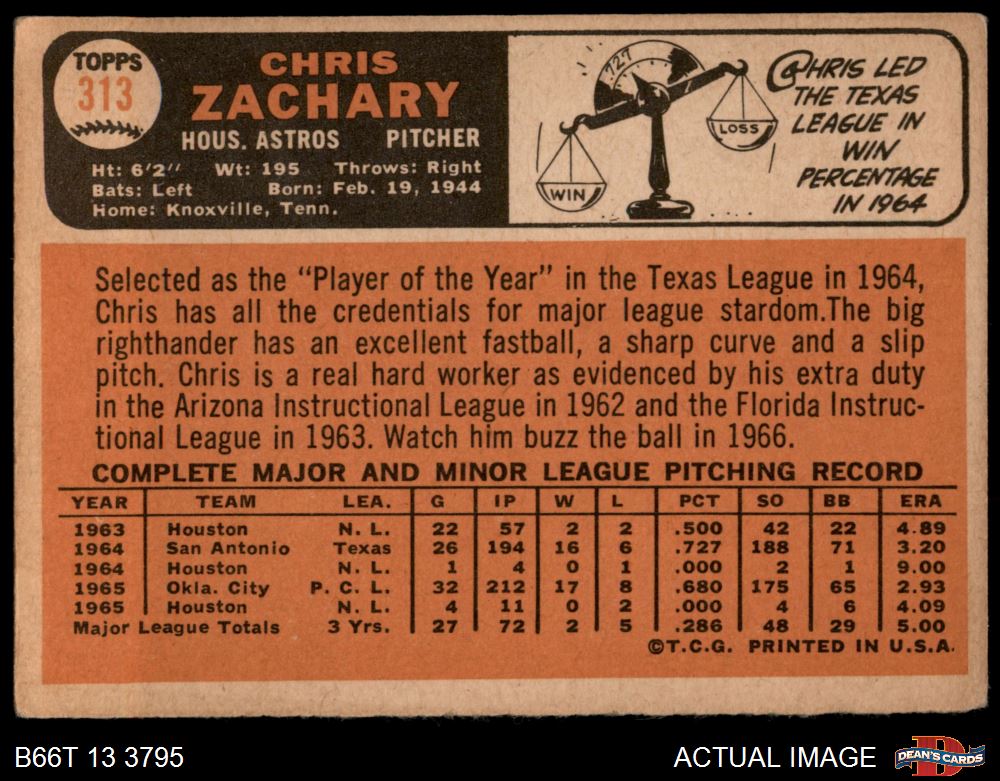 TOPPS
313
CHRIS
ZACHARY
HOUS. ASTROS PITCHER
Ht: 6'2" Wt: 195 Throws: Right
Bats: Left Born: Feb. 19, 1944
Home: Knoxville, Tenn.
.727
WIN
LOSS
CHRIS LED
THE TEXAS
LEAGUE IN
WIN
PERCENTAGE
IN 1964
Selected as the "Player of the Year" in the Texas League in 1964,
Chris has all the credentials for major league stardom.The big
righthander has an excellent fastball, a sharp curve and a slip
pitch. Chris is a real hard worker as evidenced by his extra duty
in the Arizona Instructional League in 1962 and the Florida Instruc-
tional League in 1963. Watch him buzz the ball in 1966.
COMPLETE MAJOR AND MINOR LEAGUE PITCHING RECORD
YEAR TEAM LEA. G IP W L PCT SO BB ERA
1963 Houston N. L. 22 57 2 2 .500 42 22 4.89
1964 San Antonio Texas 26 194 16 6 .727 188 71 3.20
1964 Houston N. L. 1 4 0 1 .000 2 1 9.00
1965 Okla. City P. C. L. 32 212 17 8 .680 175 65 2.93
1965 Houston N. L. 4 11 0 2 .000 4 6 4.09
Major League Totals 3 Yrs. 27 72 2 5 .286 48 29 5.00
©T.C.G. PRINTED IN U.S.A.
B66T 13 3795
ACTUAL IMAGE
DEAN'S CARDS